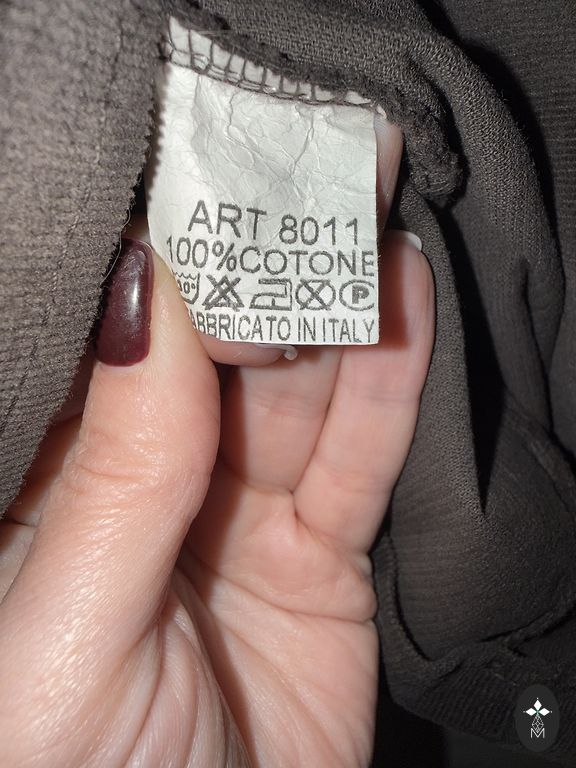 ART 8011
100%COTONE
P
ABBRICATO IN ITALY
M